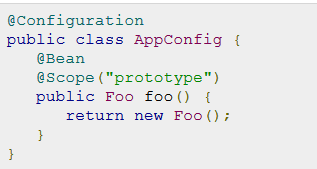 @Configuration
public class AppConfig {
   @Bean
   @Scope("prototype")
   public Foo foo() {
      return new Foo();
   }
}